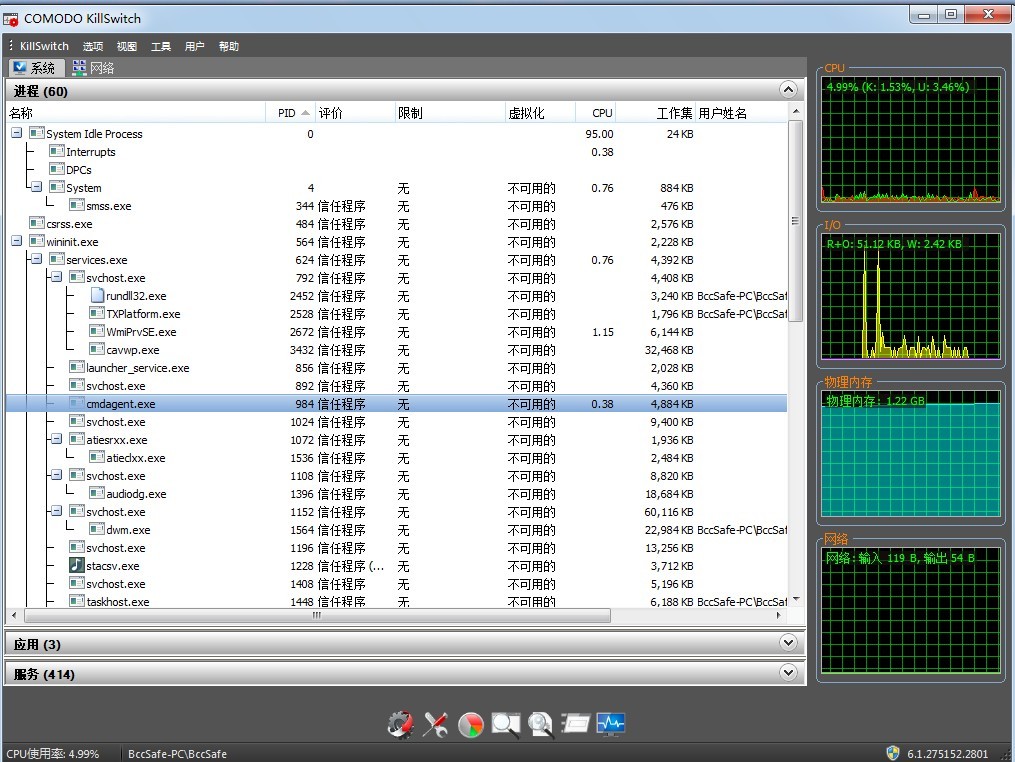 COMODO KillSwitch
KillSwitch 选项 视图 工具 用户 帮助
系统 网络
进程 (60)
名称 PID 评价 限制 虚拟化 CPU 工作集 用户姓名
System Idle Process 0 95.00 24 KB
Interrupts 0.38
DPCs
System 4 无 不可用的 0.76 884 KB
smss.exe 344 信任程序 无 不可用的 476 KB
csrss.exe 484 信任程序 无 不可用的 2,576 KB
wininit.exe 564 信任程序 无 不可用的 2,228 KB
services.exe 624 信任程序 无 不可用的 0.76 4,392 KB
svchost.exe 792 信任程序 无 不可用的 4,408 KB
rundll32.exe 2452 信任程序 无 不可用的 3,240 KB BccSafe-PC\BccSaf
TXPlatform.exe 2528 信任程序 无 不可用的 1,796 KB BccSafe-PC\BccSaf
WmiPrvSE.exe 2672 信任程序 无 不可用的 1.15 6,144 KB
cavwp.exe 3432 信任程序 无 不可用的 32,468 KB
launcher_service.exe 856 信任程序 无 不可用的 2,028 KB
svchost.exe 892 信任程序 无 不可用的 4,360 KB
cmdagent.exe 984 信任程序 无 不可用的 0.38 4,884 KB
svchost.exe 1024 信任程序 无 不可用的 9,400 KB
atiesrxx.exe 1072 信任程序 无 不可用的 1,936 KB
atieclxx.exe 1536 信任程序 无 不可用的 2,484 KB
svchost.exe 1108 信任程序 无 不可用的 8,820 KB
audiodg.exe 1396 信任程序 无 不可用的 18,684 KB
svchost.exe 1152 信任程序 无 不可用的 60,116 KB
dwm.exe 1564 信任程序 无 不可用的 22,984 KB BccSafe-PC\BccSaf
svchost.exe 1196 信任程序 无 不可用的 13,256 KB
stacsv.exe 1228 信任程序 (... 无 不可用的 3,712 KB
svchost.exe 1408 信任程序 无 不可用的 5,196 KB
taskhost.exe 1448 信任程序 无 不可用的 6,188 KB BccSafe-PC\BccSaf
应用 (3)
服务 (414)
CPU
4.99% (K: 1.53%, U: 3.46%)
I/O
R+O: 51.12 KB, W: 2.42 KB
物理内存
物理内存: 1.22 GB
网络
网络: 输入 119 B, 输出 54 B
CPU使用率: 4.99% BccSafe-PC\BccSafe 6.1.275152.2801